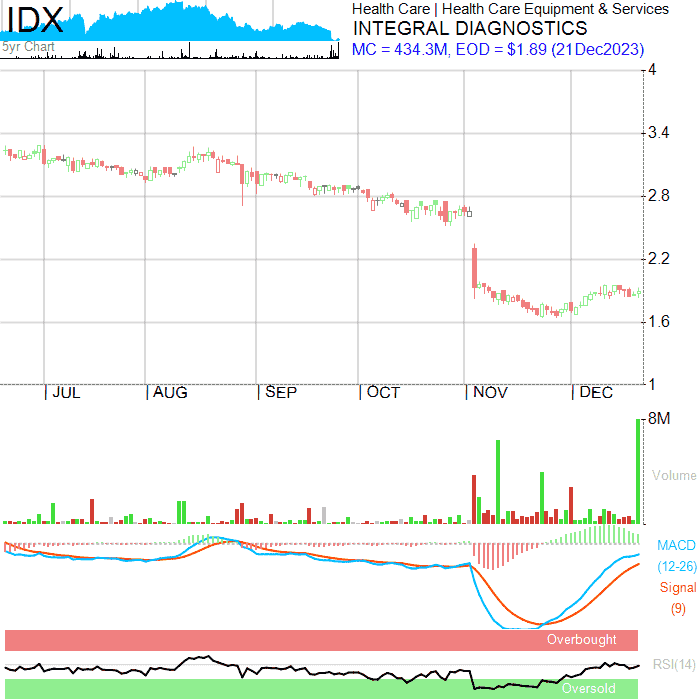 IDX
5yr Chart
Health Care | Health Care Equipment & Services
INTEGRAL DIAGNOSTICS
MC = 434.3M, EOD = $1.89 (21Dec2023)
4
3.4
2.8
2.2
1.6
1
| JUL | AUG | SEP | OCT | NOV | DEC
8M
Volume
MACD
(12-26)
Signal
(9)
Overbought
RSI(14)
Oversold